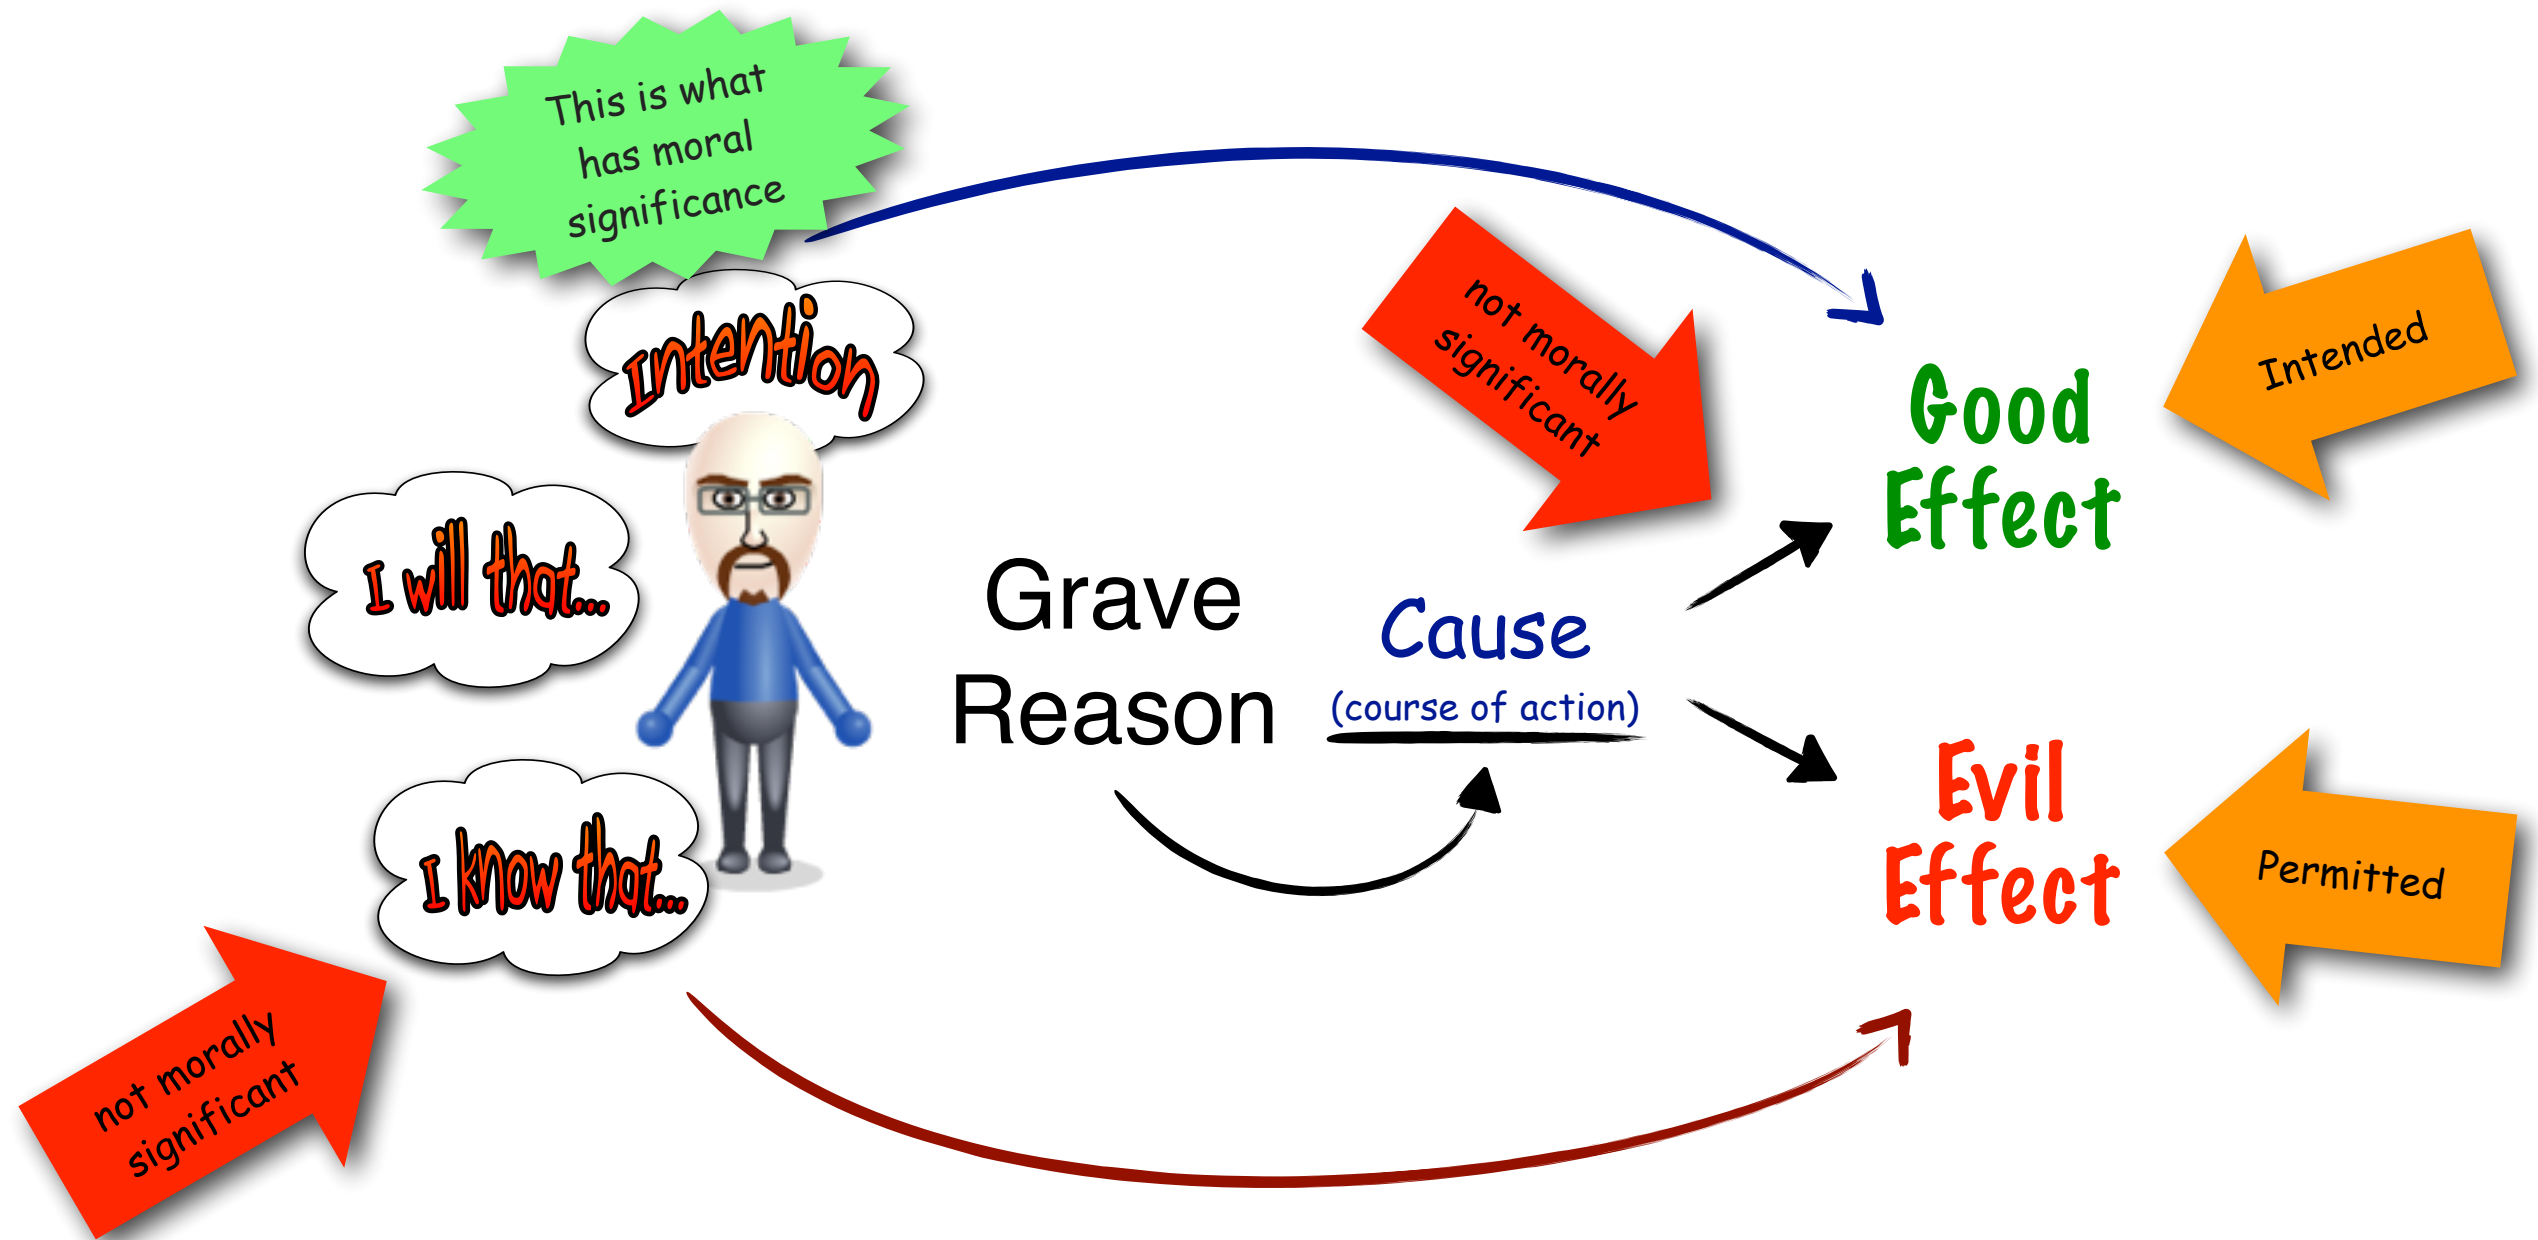 This is what
has moral
significance
Intention
I will that...
I know that...
not morally
significant
Grave
Reason
Cause
(course of action)
not morally
significant
Good
Effect
Evil
Effect
Intended
Permitted